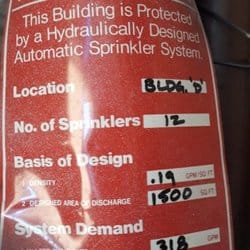 This Building is Protected
by a Hydraulically Designed
Automatic Sprinkler System.
Location BLDG. "D"
No. of Sprinklers 12
Basis of Design
1 DENSITY .19 GPM/SQ FT
2 DESIGNED AREA OF DISCHARGE 1500 SQ FT
System Demand
318 GPM